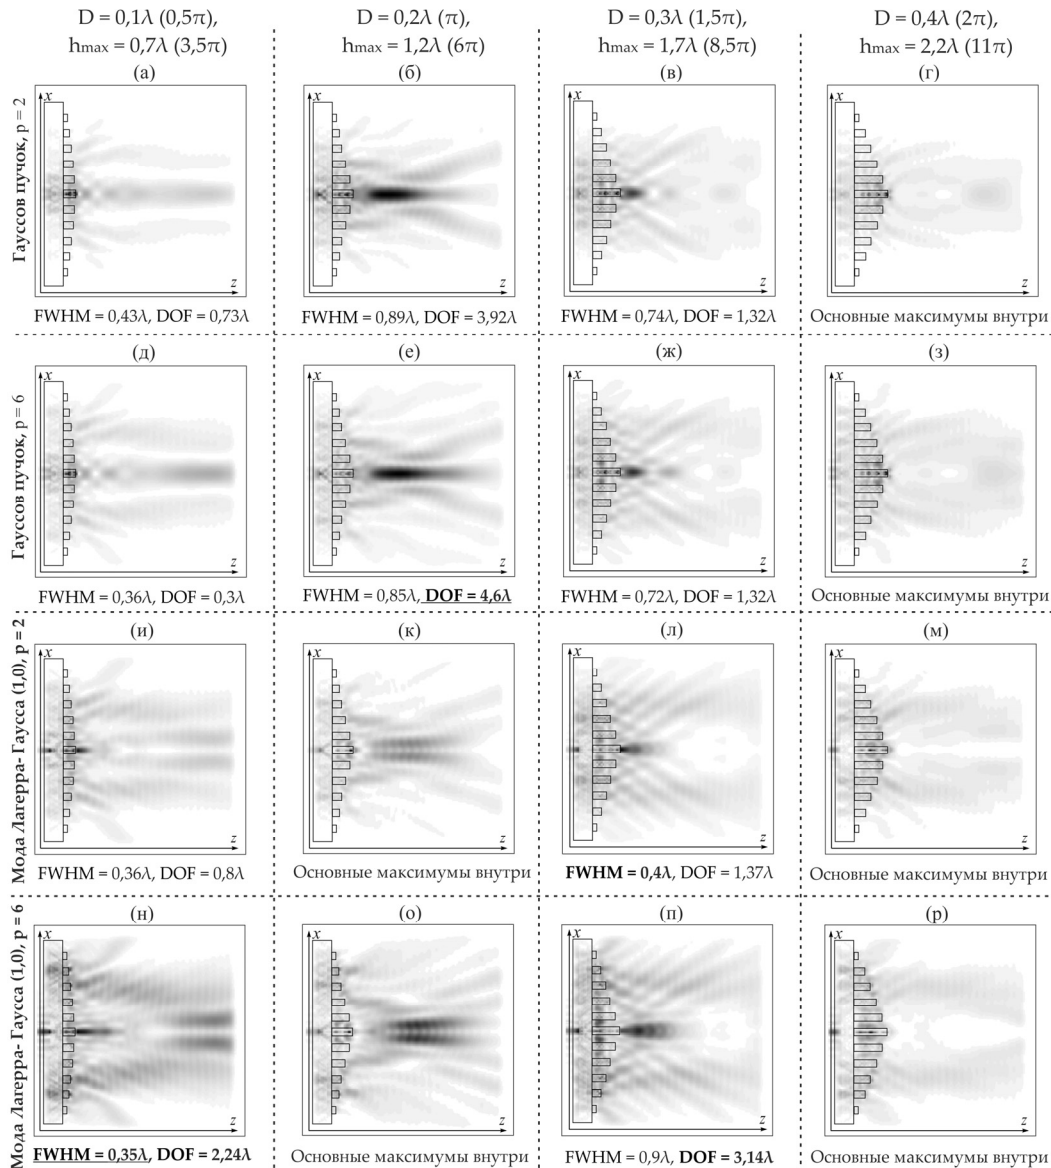 D = 0,1λ (0,5π),
hmax = 0,7λ (3,5π)
D = 0,2λ (π),
hmax = 1,2λ (6π)
D = 0,3λ (1,5π),
hmax = 1,7λ (8,5π)
D = 0,4λ (2π),
hmax = 2,2λ (11π)
Гауссов пучок, p = 2
(а)
(б)
(в)
(г)
x
z
x
z
x
z
x
z
FWHM = 0,43λ, DOF = 0,73λ
FWHM = 0,89λ, DOF = 3,92λ
FWHM = 0,74λ, DOF = 1,32λ
Основные максимумы внутри
Гауссов пучок, p = 6
(д)
(е)
(ж)
(з)
x
z
x
z
x
z
x
z
FWHM = 0,36λ, DOF = 0,3λ
FWHM = 0,85λ, DOF = 4,6λ
FWHM = 0,72λ, DOF = 1,32λ
Основные максимумы внутри
Мода Лагерра- Гаусса (1,0), p = 2
(и)
(к)
(л)
(м)
x
z
x
z
x
z
x
z
FWHM = 0,36λ, DOF = 0,8λ
Основные максимумы внутри
FWHM = 0,4λ, DOF = 1,37λ
Основные максимумы внутри
Мода Лагерра- Гаусса (1,0), p = 6
(н)
(о)
(п)
(р)
x
z
x
z
x
z
x
z
FWHM = 0,35λ, DOF = 2,24λ
Основные максимумы внутри
FWHM = 0,9λ, DOF = 3,14λ
Основные максимумы внутри